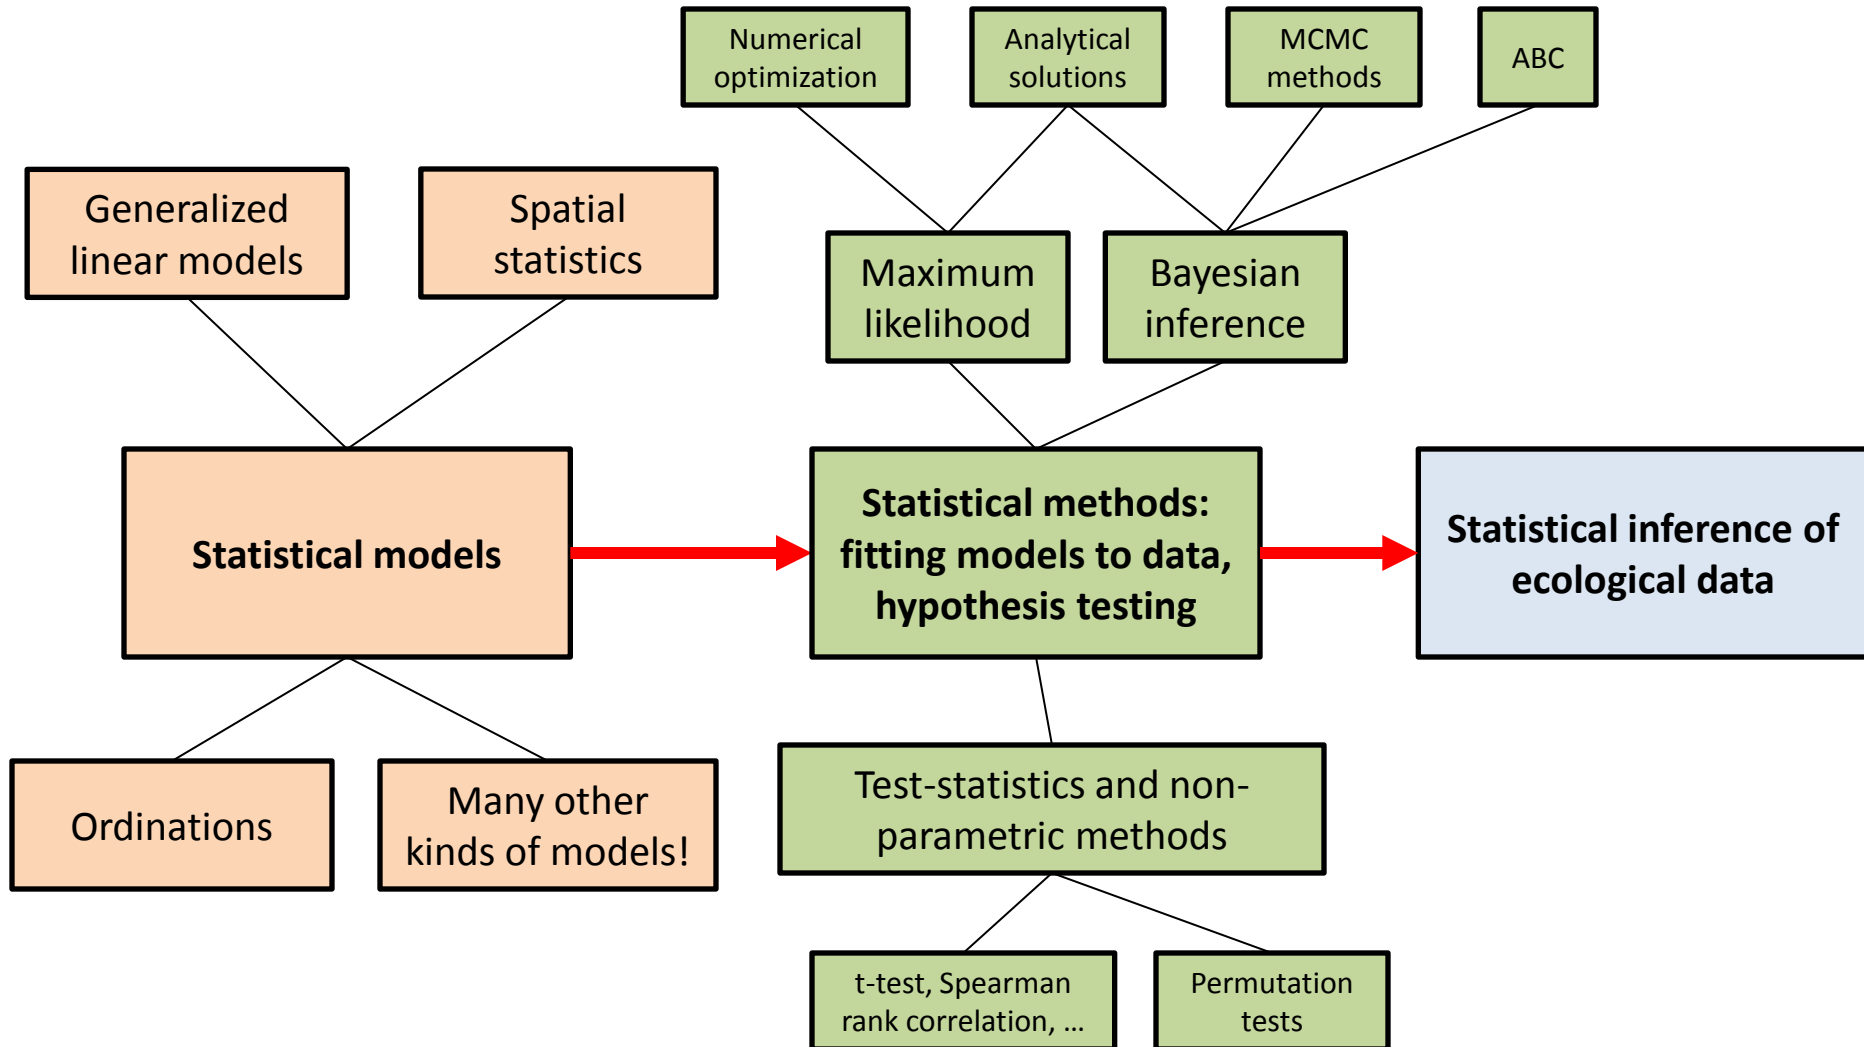 Numerical
optimization
Analytical
solutions
MCMC
methods
ABC
Generalized
linear models
Spatial
statistics
Maximum
likelihood
Bayesian
inference
Statistical models
Statistical methods:
fitting models to data,
hypothesis testing
Statistical inference of
ecological data
Ordinations
Many other
kinds of models!
Test-statistics and non-
parametric methods
t-test, Spearman
rank correlation, ...
Permutation
tests